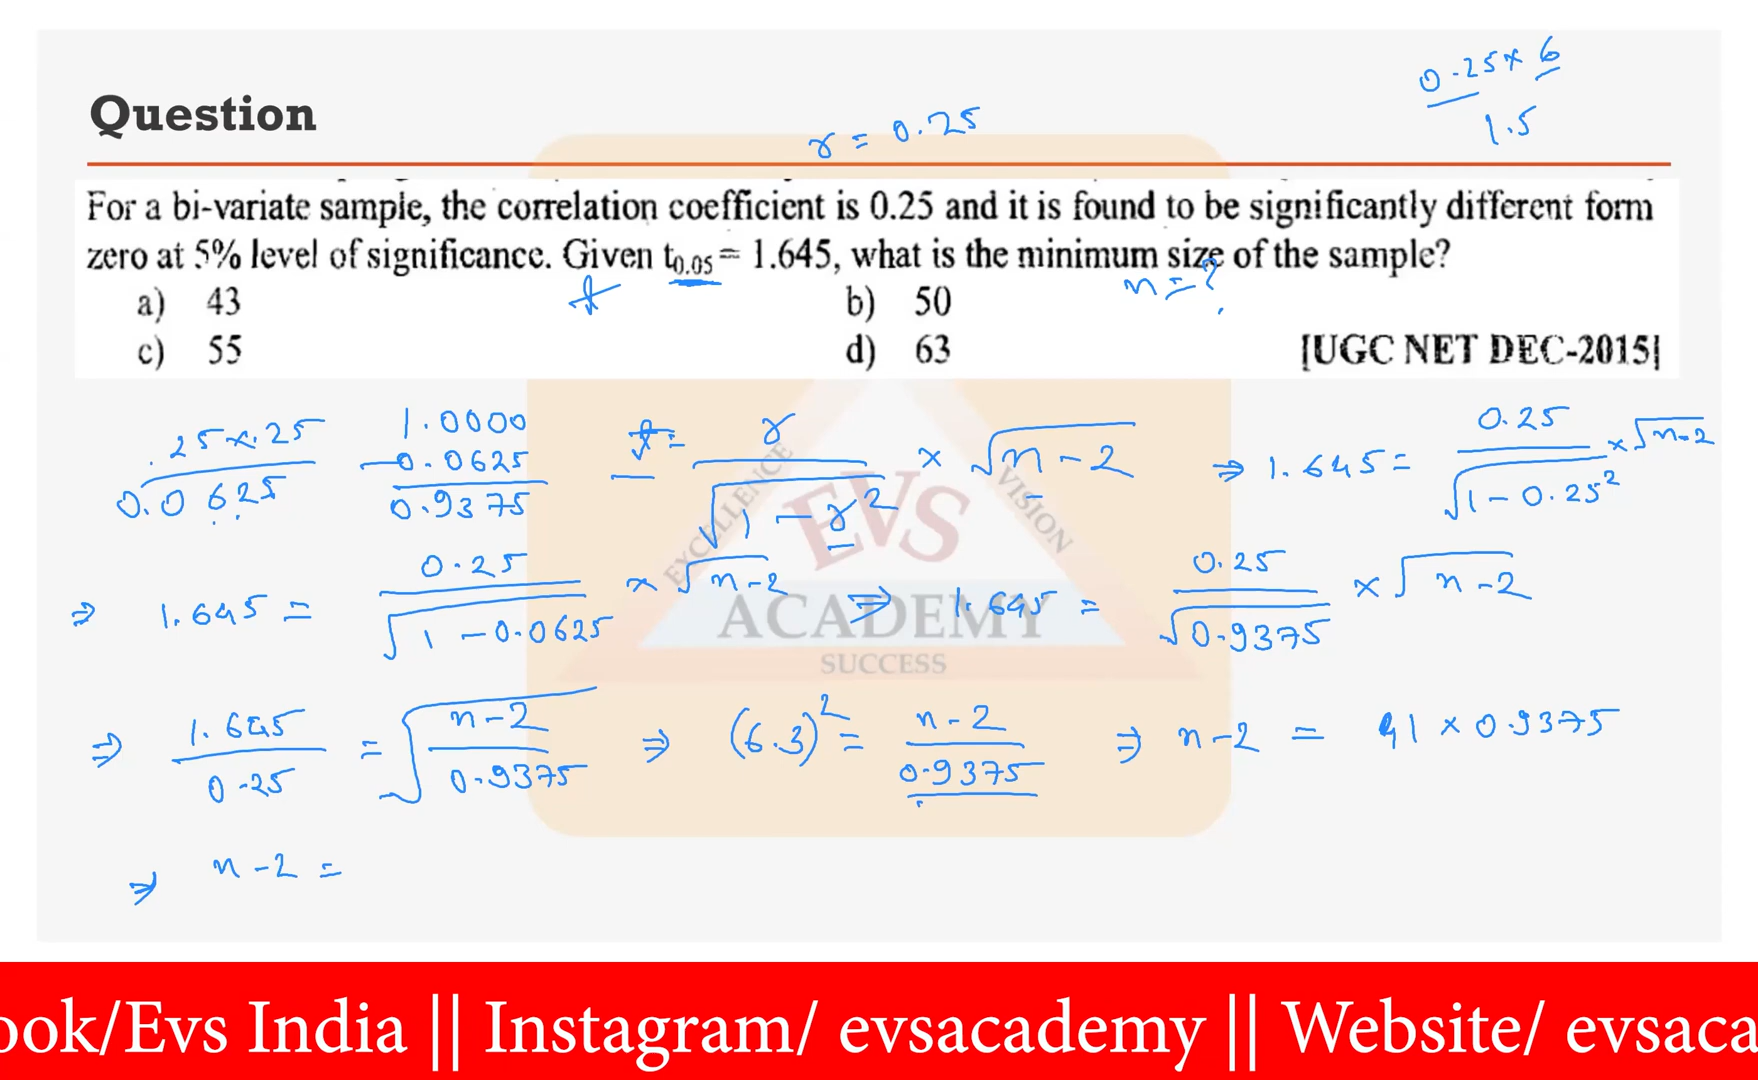 0.25 × 6
1.5
Question
r = 0.25
For a bi-variate sample, the correlation coefficient is 0.25 and it is found to be significantly different form
zero at 5% level of significance. Given t0.05 = 1.645, what is the minimum size of the sample?
t
n = ?
a) 43
b) 50
c) 55
d) 63
[UGC NET DEC-2015]
.25 × .25
0.0625
1.0000
-0.0625
0.9375
t = r / √1 - r² × √n-2
⇒ 1.645 = 0.25 / √1 - 0.25² × √n-2
⇒ 1.645 = 0.25 / √1 - 0.0625 × √n-2
⇒ 1.645 = 0.25 / √0.9375 × √n-2
⇒ 1.645 / 0.25 = √n-2 / 0.9375
⇒ (6.3)² = n-2 / 0.9375
⇒ n-2 = 41 × 0.9375
⇒ n-2 =
EXCELLENCE
VISION
EVS
ACADEMY
SUCCESS
ook/Evs India || Instagram/ evsacademy || Website/ evsaca